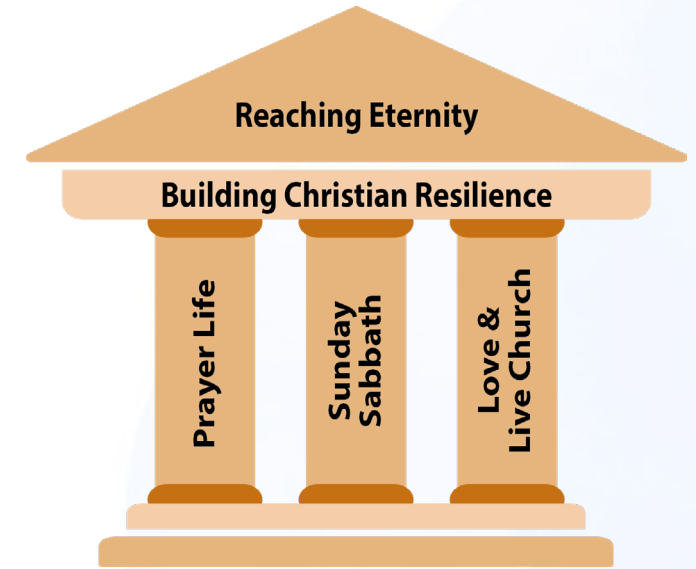 Reaching Eternity
Building Christian Resilience
Prayer Life
Sunday
Sabbath
Love &
Live Church